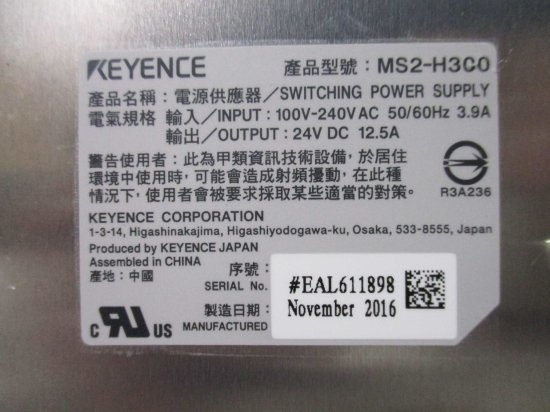 KEYENCE 產品型號：MS2-H3C0
產品名稱：電源供應器／SWITCHING POWER SUPPLY
電氣規格 輸入／INPUT : 100V-240V AC 50/60Hz 3.9A
輸出／OUTPUT : 24V DC 12.5A
警告使用者：此為甲類資訊技術設備，於居住
環境中使用時，可能會造成射頻擾動，在此種
情況下，使用者會被要求採取某些適當的對策。
R3A236
KEYENCE CORPORATION
1-3-14, Higashinakajima, Higashiyodogawa-ku, Osaka, 533-8555, Japan
Produced by KEYENCE JAPAN
Assembled in CHINA
產地：中國
序號：
SERIAL No.
#EAL611898
製造日期：
MANUFACTURED
November 2016
c RU US